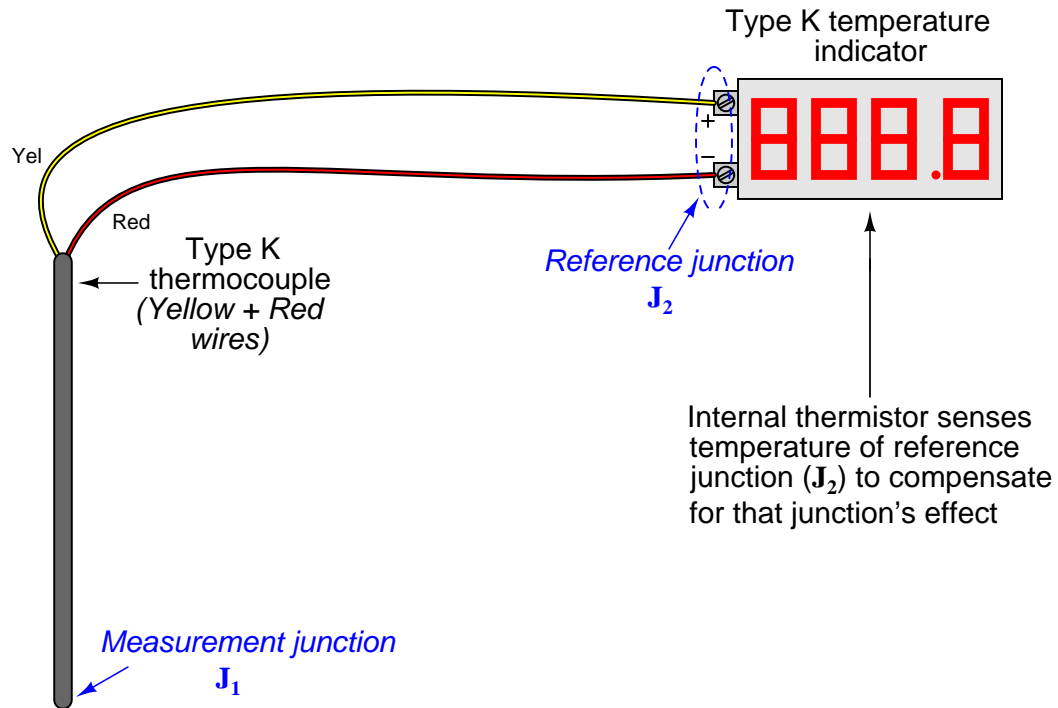 Type K temperature
indicator
888.8
+
–
Yel
Red
Type K
thermocouple
(Yellow + Red
wires)
Reference junction
J2
Internal thermistor senses
temperature of reference
junction (J2) to compensate
for that junction's effect
Measurement junction
J1